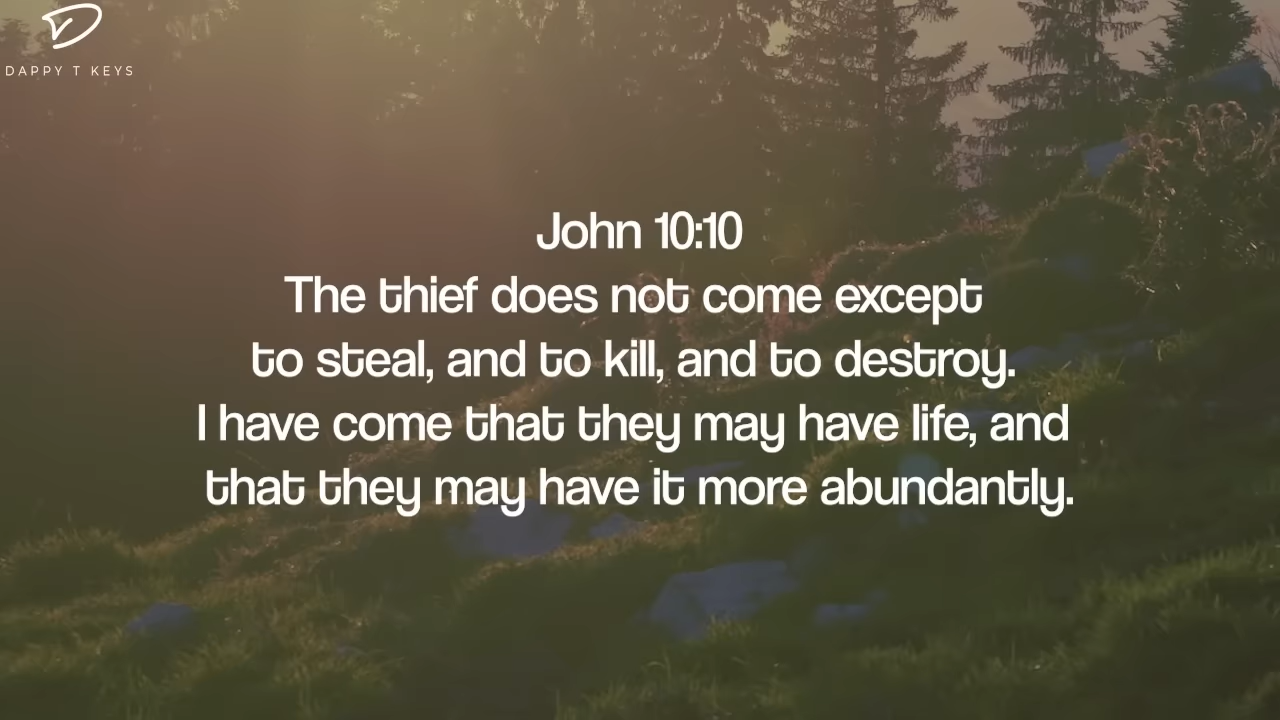 DAPPY T KEYS
John 10:10
The thief does not come except
to steal, and to kill, and to destroy.
I have come that they may have life, and
that they may have it more abundantly.